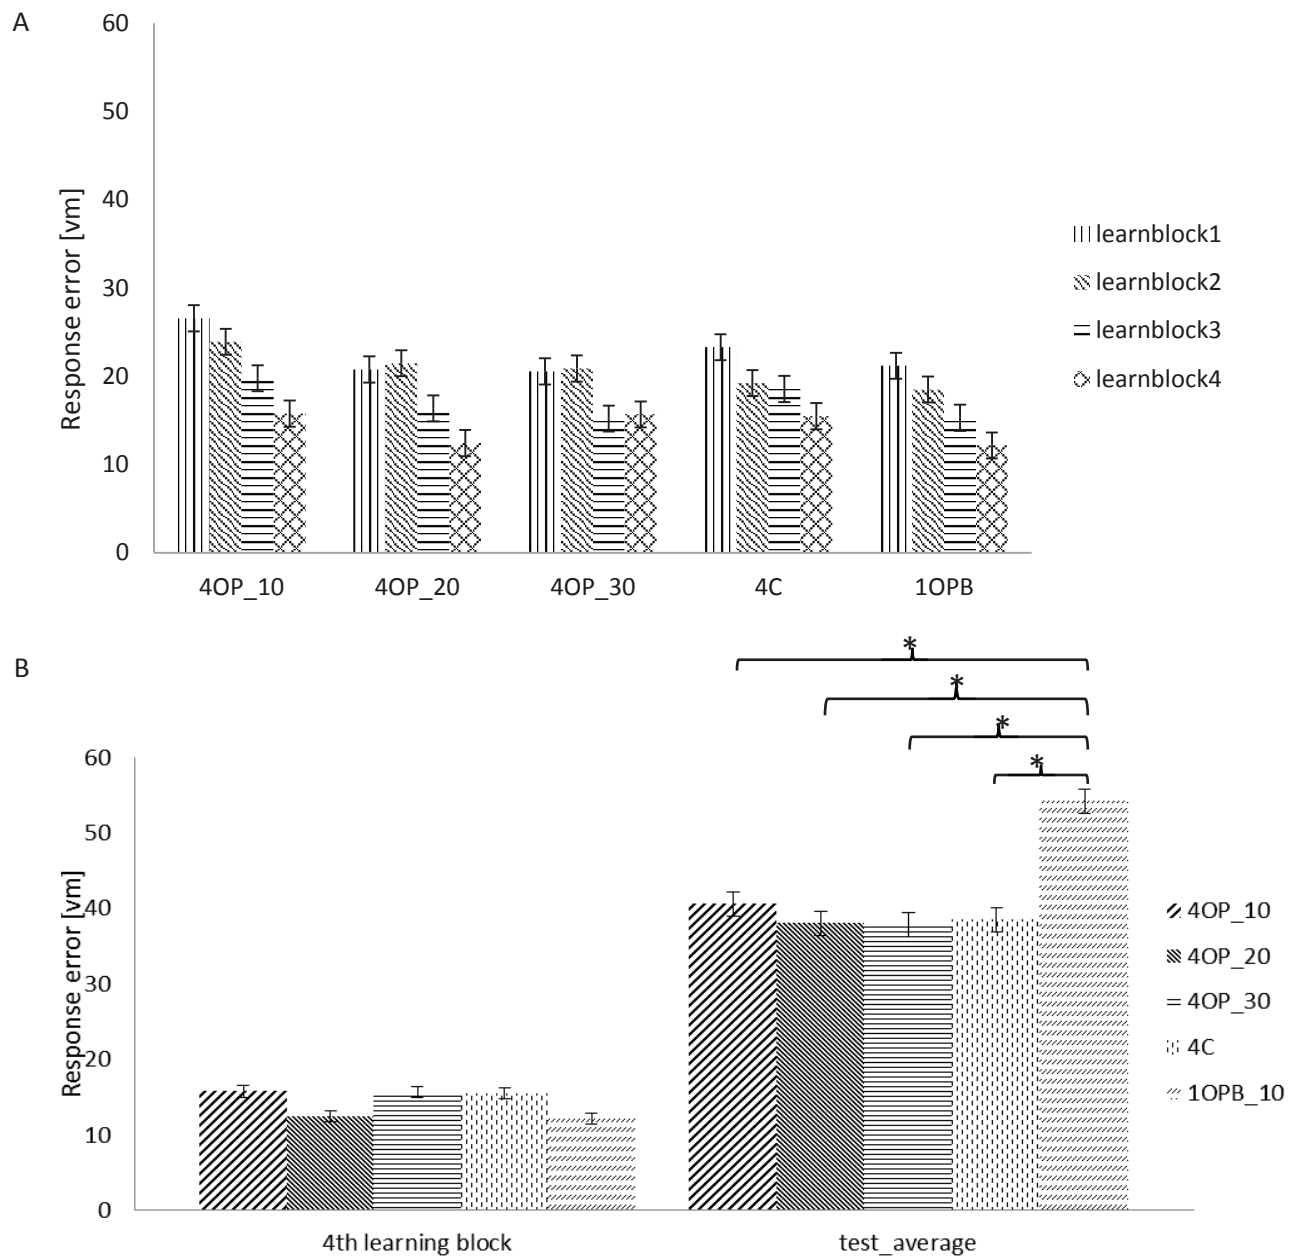 A
60
50
40
30
20
10
0
Response error [vm]
4OP_10
4OP_20
4OP_30
4C
1OPB
learnblock1
learnblock2
learnblock3
learnblock4
B
*
*
*
*
60
50
40
30
20
10
0
Response error [vm]
4th learning block
test_average
4OP_10
4OP_20
4OP_30
4C
1OPB_10